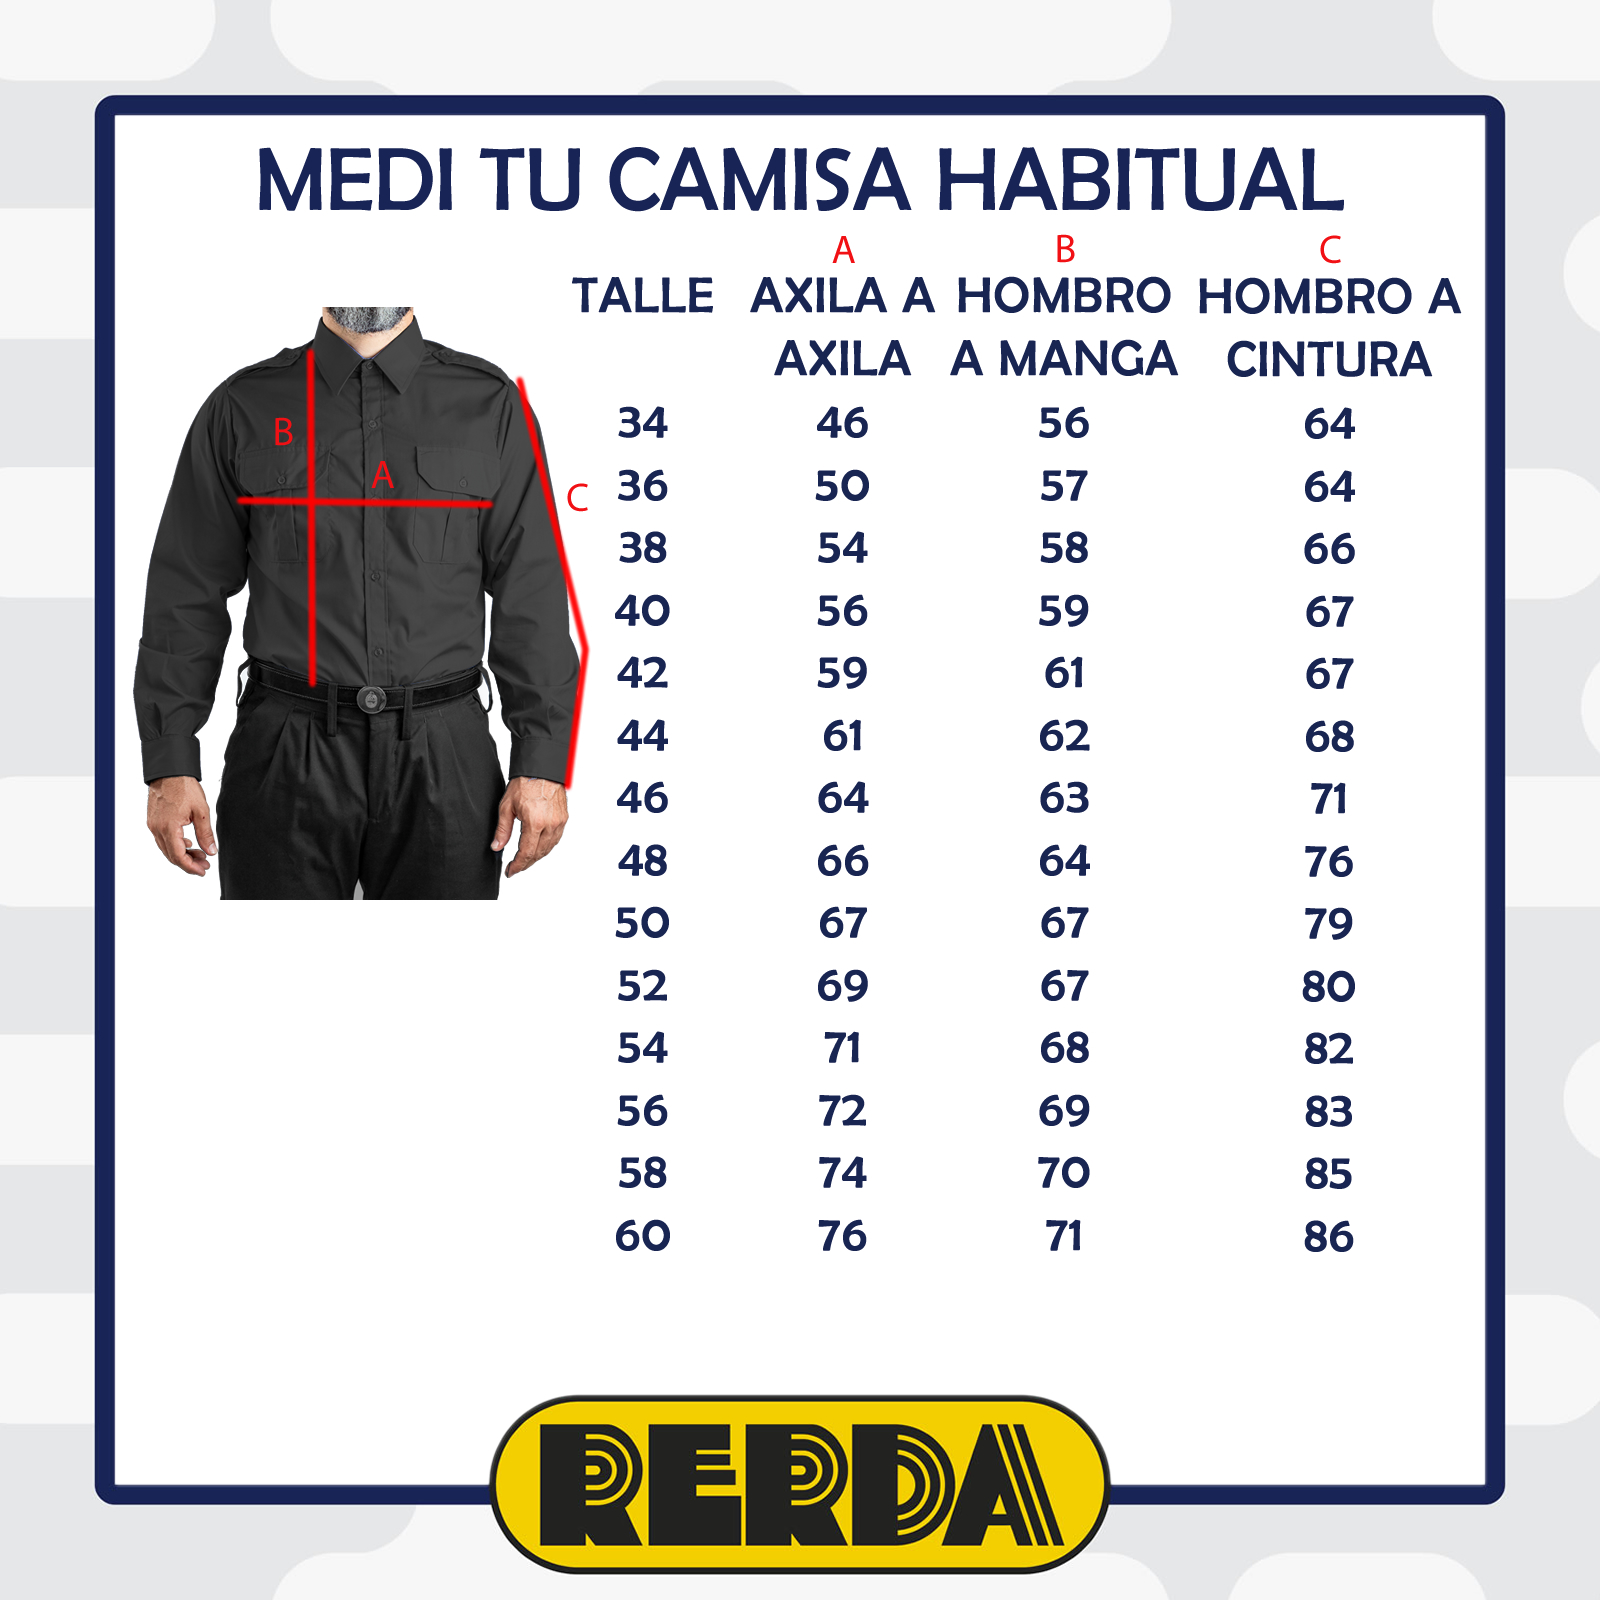 MEDI TU CAMISA HABITUAL
A B C
TALLE AXILA A HOMBRO HOMBRO A
AXILA A MANGA CINTURA
34 46 56 64
B
A
C
36 50 57 64
38 54 58 66
40 56 59 67
42 59 61 67
44 61 62 68
46 64 63 71
48 66 64 76
50 67 67 79
52 69 67 80
54 71 68 82
56 72 69 83
58 74 70 85
60 76 71 86
RERDA